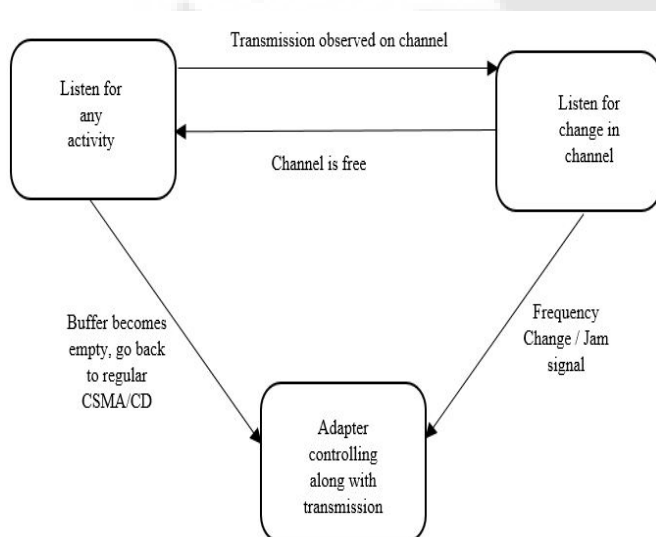 Transmission observed on channel
Listen for
any
activity
Listen for
change in
channel
Channel is free
Buffer becomes
empty, go back
to regular
CSMA/CD
Frequency
Change / Jam
signal
Adapter
controlling
along with
transmission